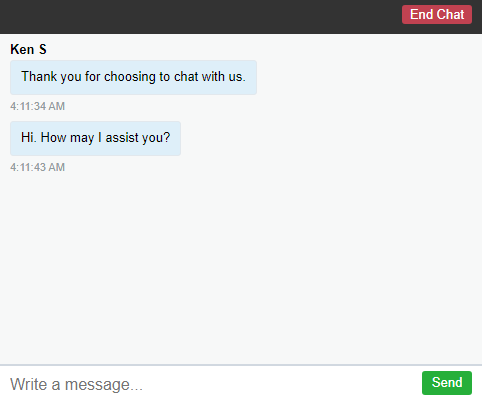 End Chat
Ken S
Thank you for choosing to chat with us.
4:11:34 AM
Hi. How may I assist you?
4:11:43 AM
Write a message...
Send